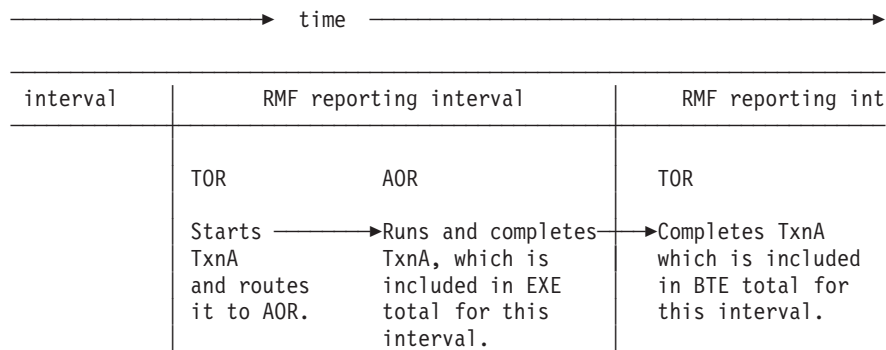 time
interval RMF reporting interval RMF reporting int
TOR AOR TOR
Starts Runs and completes Completes TxnA
TxnA TxnA, which is which is included
and routes included in EXE in BTE total for
it to AOR. total for this this interval.
interval.